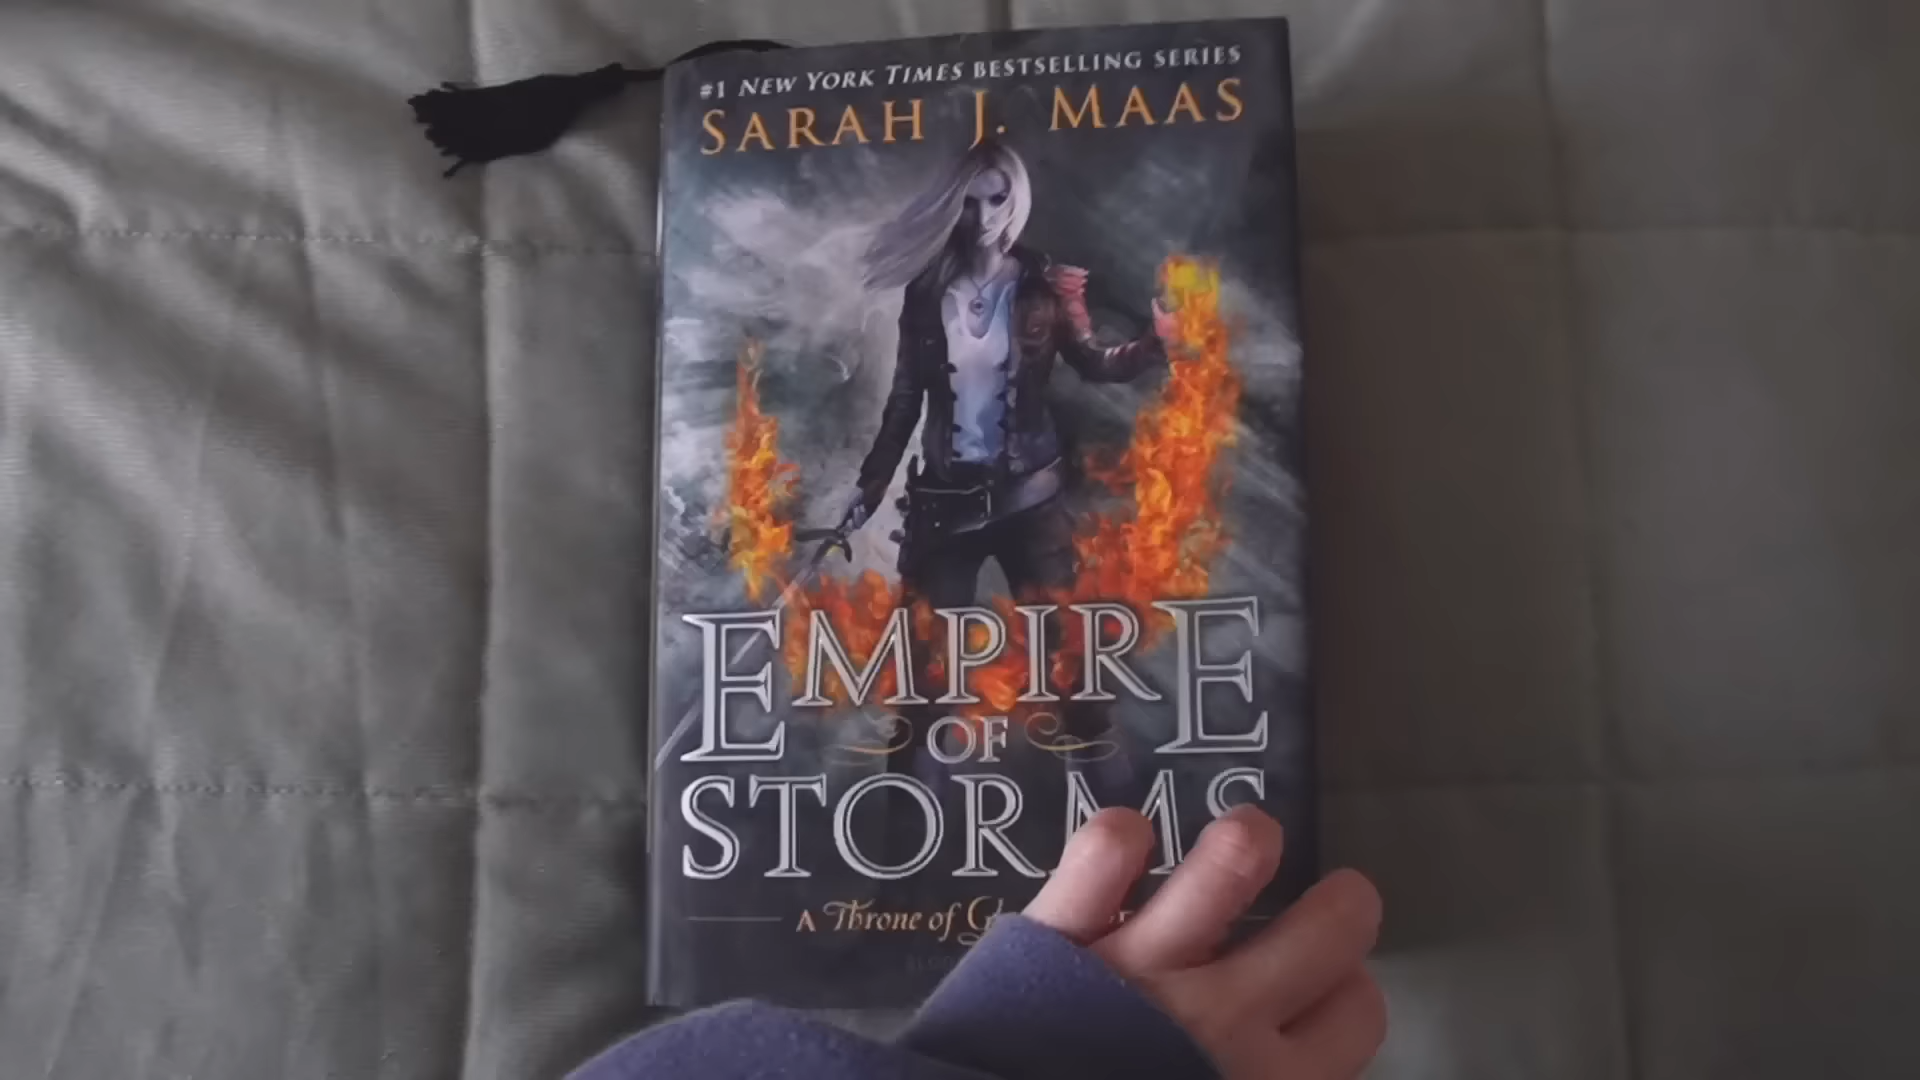 #1 NEW YORK TIMES BESTSELLING SERIES
SARAH J. MAAS
EMPIRE
OF
STORMS
A Throne of